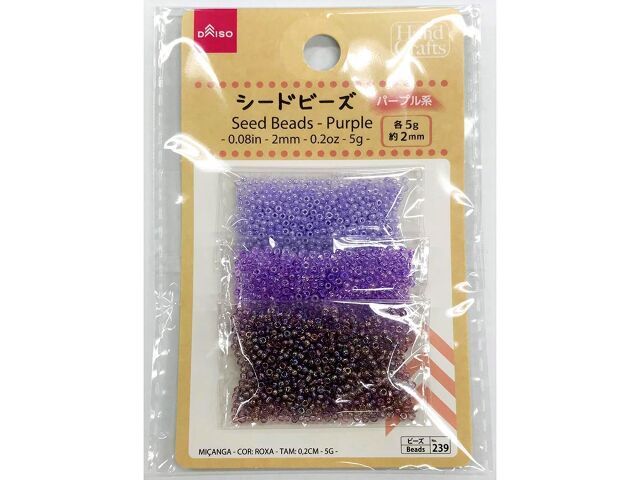 DAISO
Hand Crafts
シードビーズ
パープル系
Seed Beads - Purple
各5g
約2mm
- 0.08in - 2mm - 0.2oz - 5g -
MIÇANGA - COR: ROXA - TAM: 0,2CM - 5G -
ビーズ
Beads
No.
239